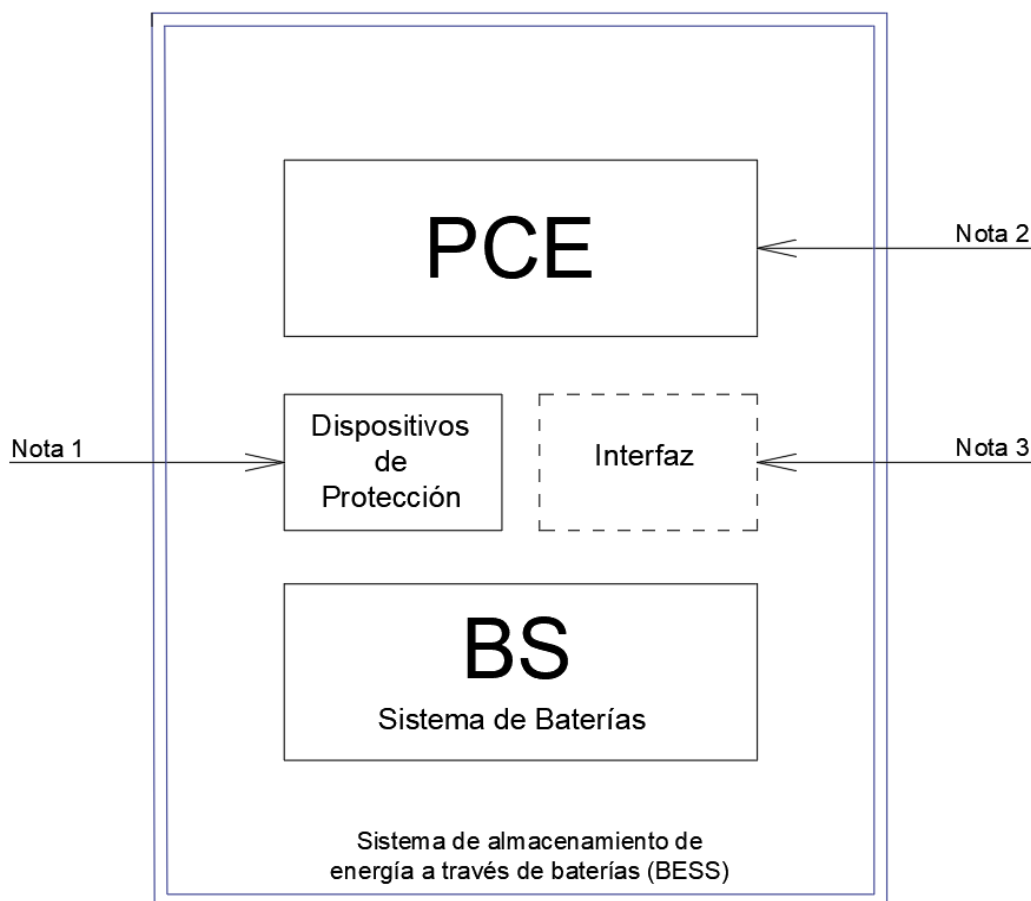 PCE
Nota 2
Nota 1
Dispositivos
de
Protección
Interfaz
Nota 3
BS
Sistema de Baterías
Sistema de almacenamiento de
energía a través de baterías (BESS)